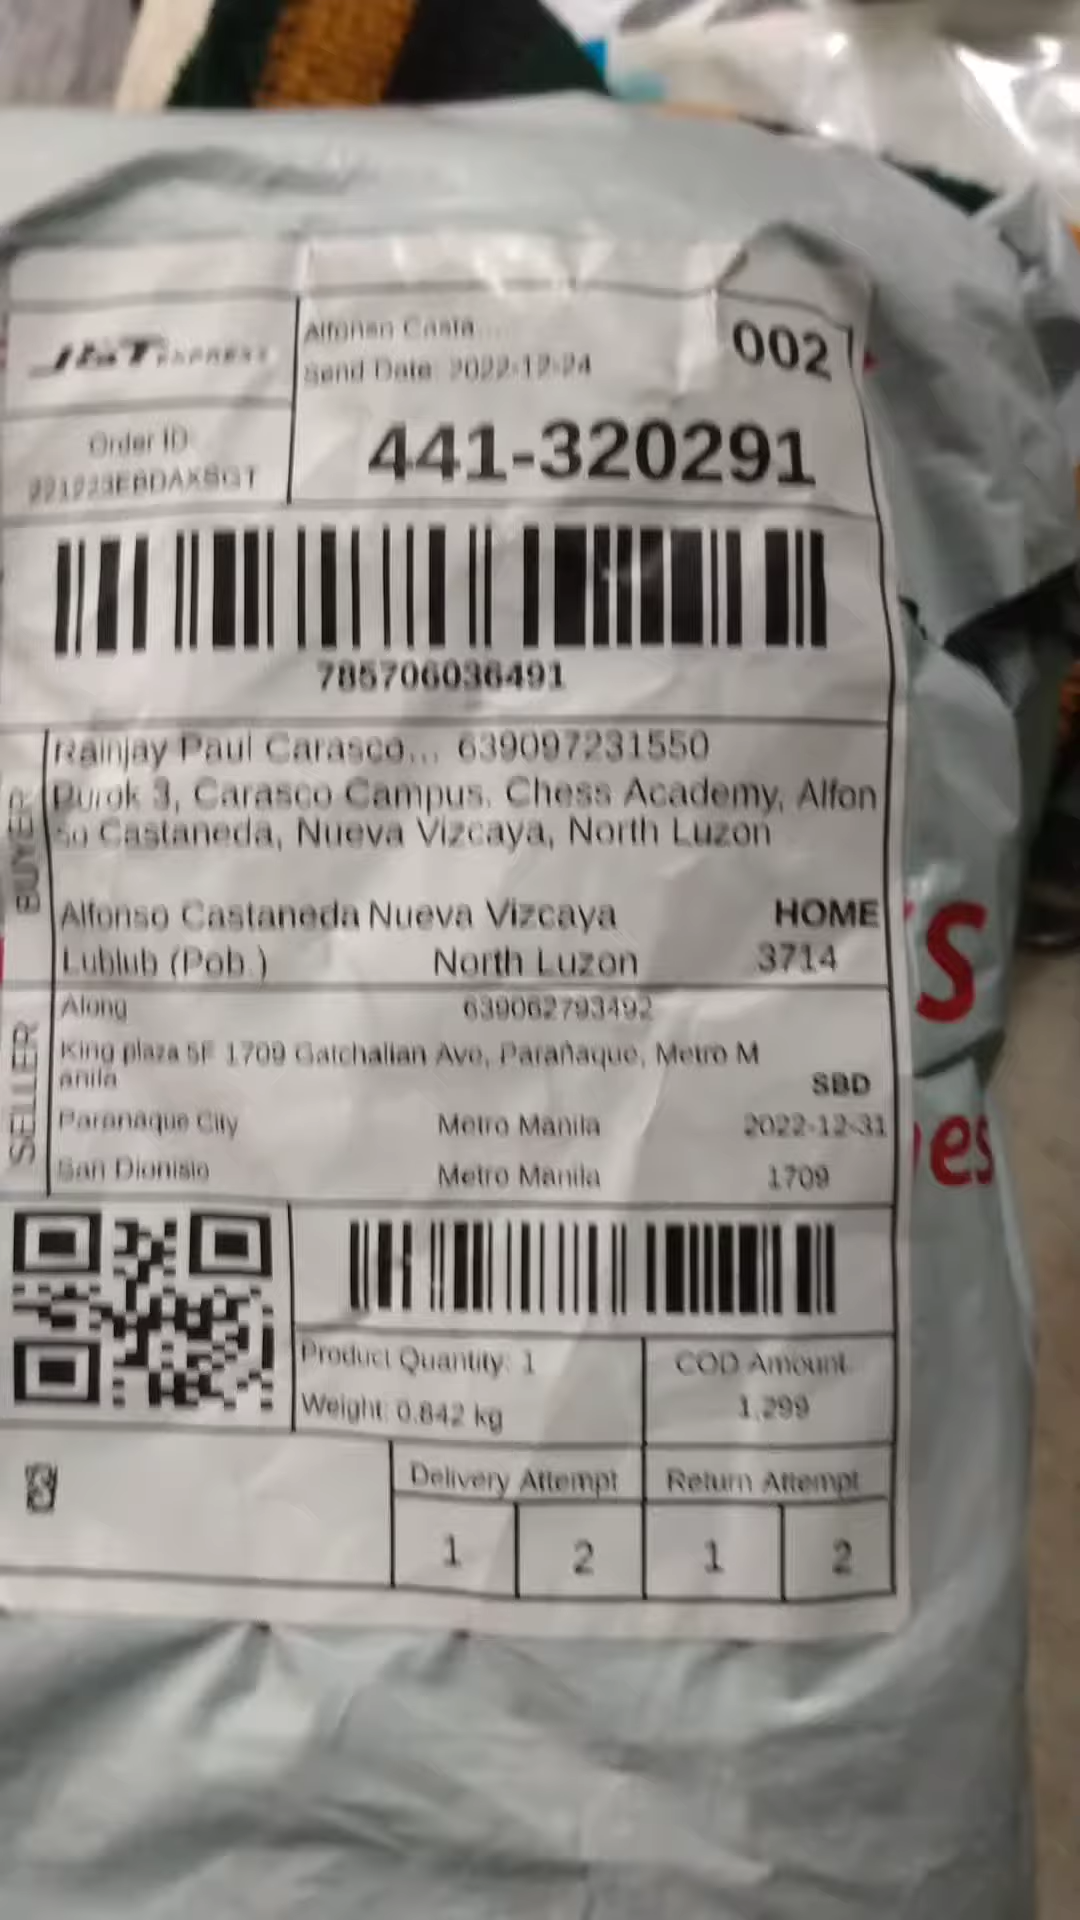 J&T EXPRESS
Alfonso Casta...
Send Date: 2022-12-24
002
Order ID:
441-320291
785706036491
BUYER
Rainjay Paul Carasco... 639097231550
Purok 3, Carasco Campus, Chess Academy, Alfon
so Castaneda, Nueva Vizcaya, North Luzon
Alfonso Castaneda Nueva Vizcaya HOME
Lublub (Pob.) North Luzon 3714
SELLER
Along 639062793492
King plaza 5F 1709 Gatchalian Ave, Parañaque, Metro M
anila
SBD
Paranaque City Metro Manila 2022-12-31
San Dionisio Metro Manila 1709
Product Quantity: 1
COD Amount
Weight: 0.842 kg
1,299
Delivery Attempt Return Attempt
1 2 1 2
S
es